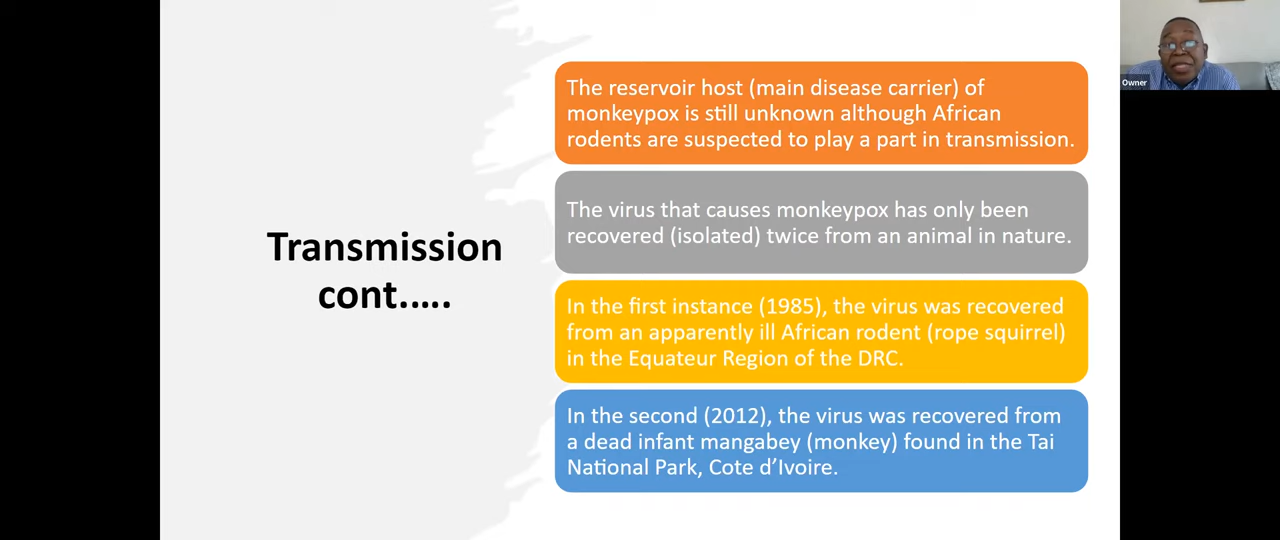 Transmission
cont.....
The reservoir host (main disease carrier) of
monkeypox is still unknown although African
rodents are suspected to play a part in transmission.
The virus that causes monkeypox has only been
recovered (isolated) twice from an animal in nature.
In the first instance (1985), the virus was recovered
from an apparently ill African rodent (rope squirrel)
in the Equateur Region of the DRC.
In the second (2012), the virus was recovered from
a dead infant mangabey (monkey) found in the Tai
National Park, Cote d’Ivoire.
Owner